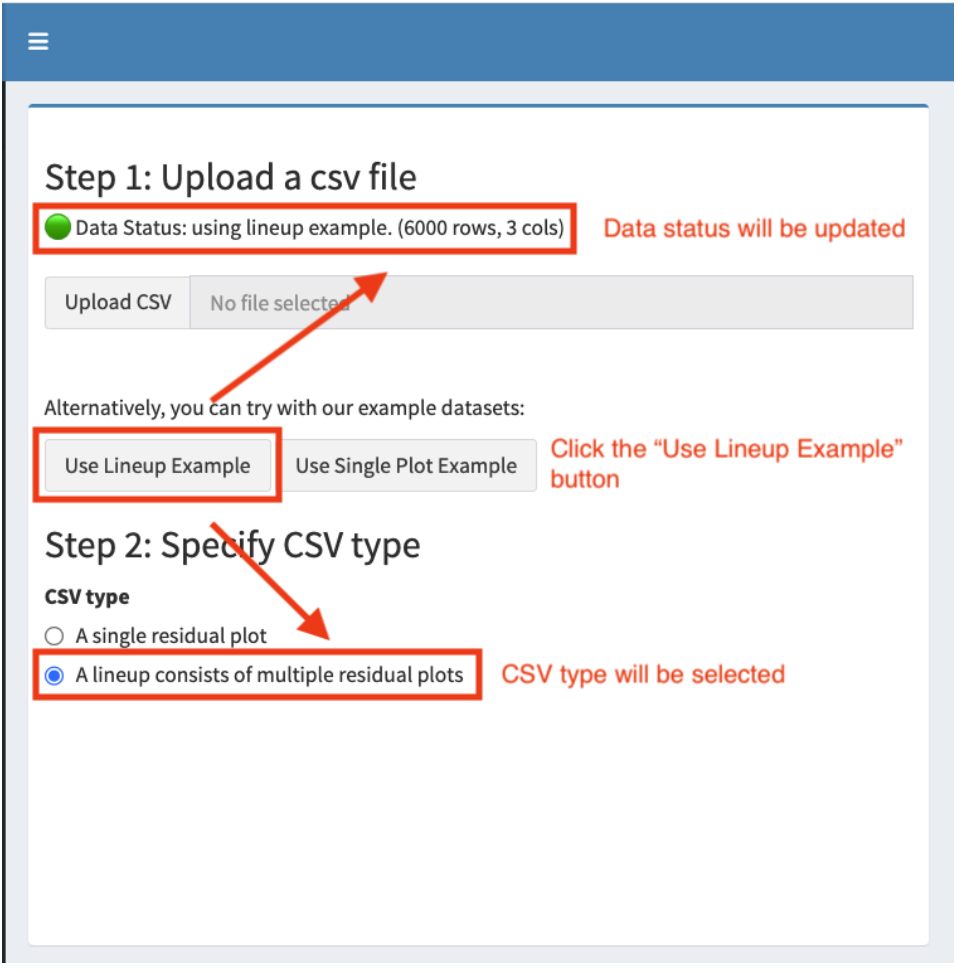 Step 1: Upload a csv file
Data Status: using lineup example. (6000 rows, 3 cols)
Data status will be updated
Upload CSV
No file selected
Alternatively, you can try with our example datasets:
Use Lineup Example
Use Single Plot Example
Click the “Use Lineup Example”
button
Step 2: Specify CSV type
CSV type
A single residual plot
A lineup consists of multiple residual plots
CSV type will be selected